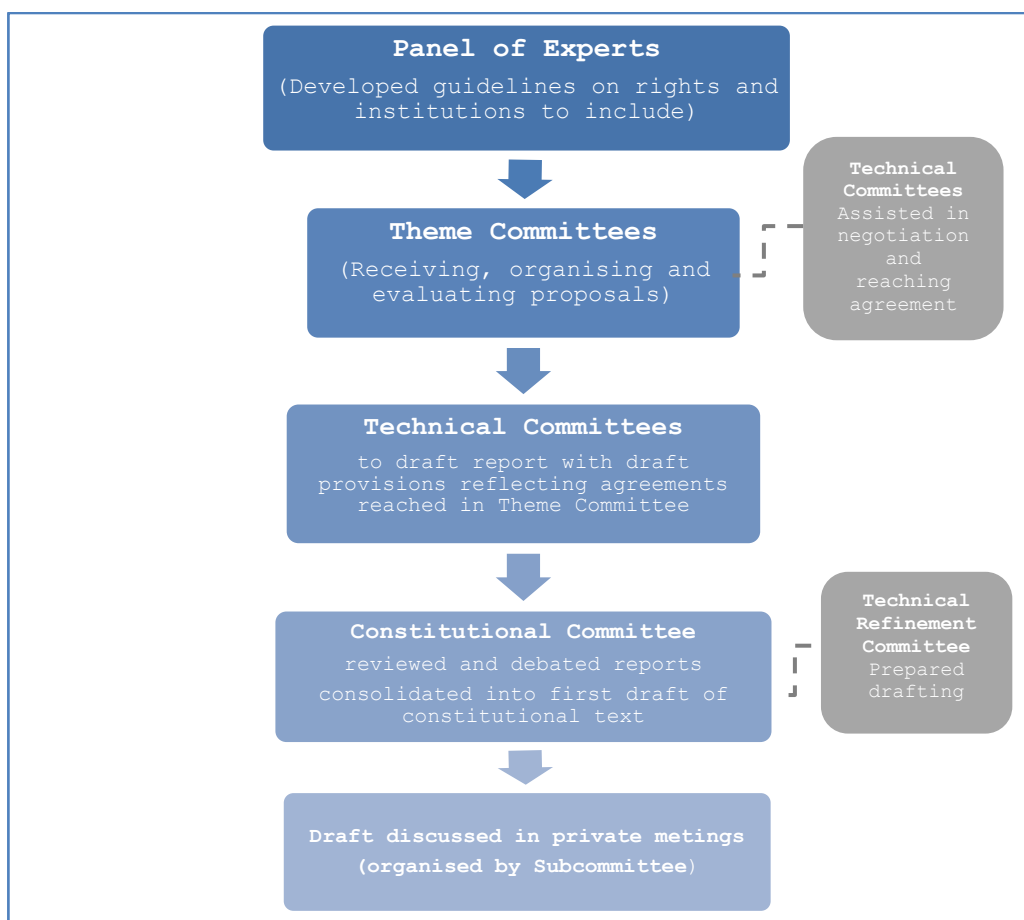 Panel of Experts
(Developed guidelines on rights and
institutions to include)
Technical
Committees
Assisted in
negotiation
and
reaching
agreement
Theme Committees
(Receiving, organising and
evaluating proposals)
Technical Committees
to draft report with draft
provisions reflecting agreements
reached in Theme Committee
Constitutional Committee
reviewed and debated reports
consolidated into first draft of
constitutional text
Technical
Refinement
Committee
Prepared
drafting
Draft discussed in private metings
(organised by Subcommittee)